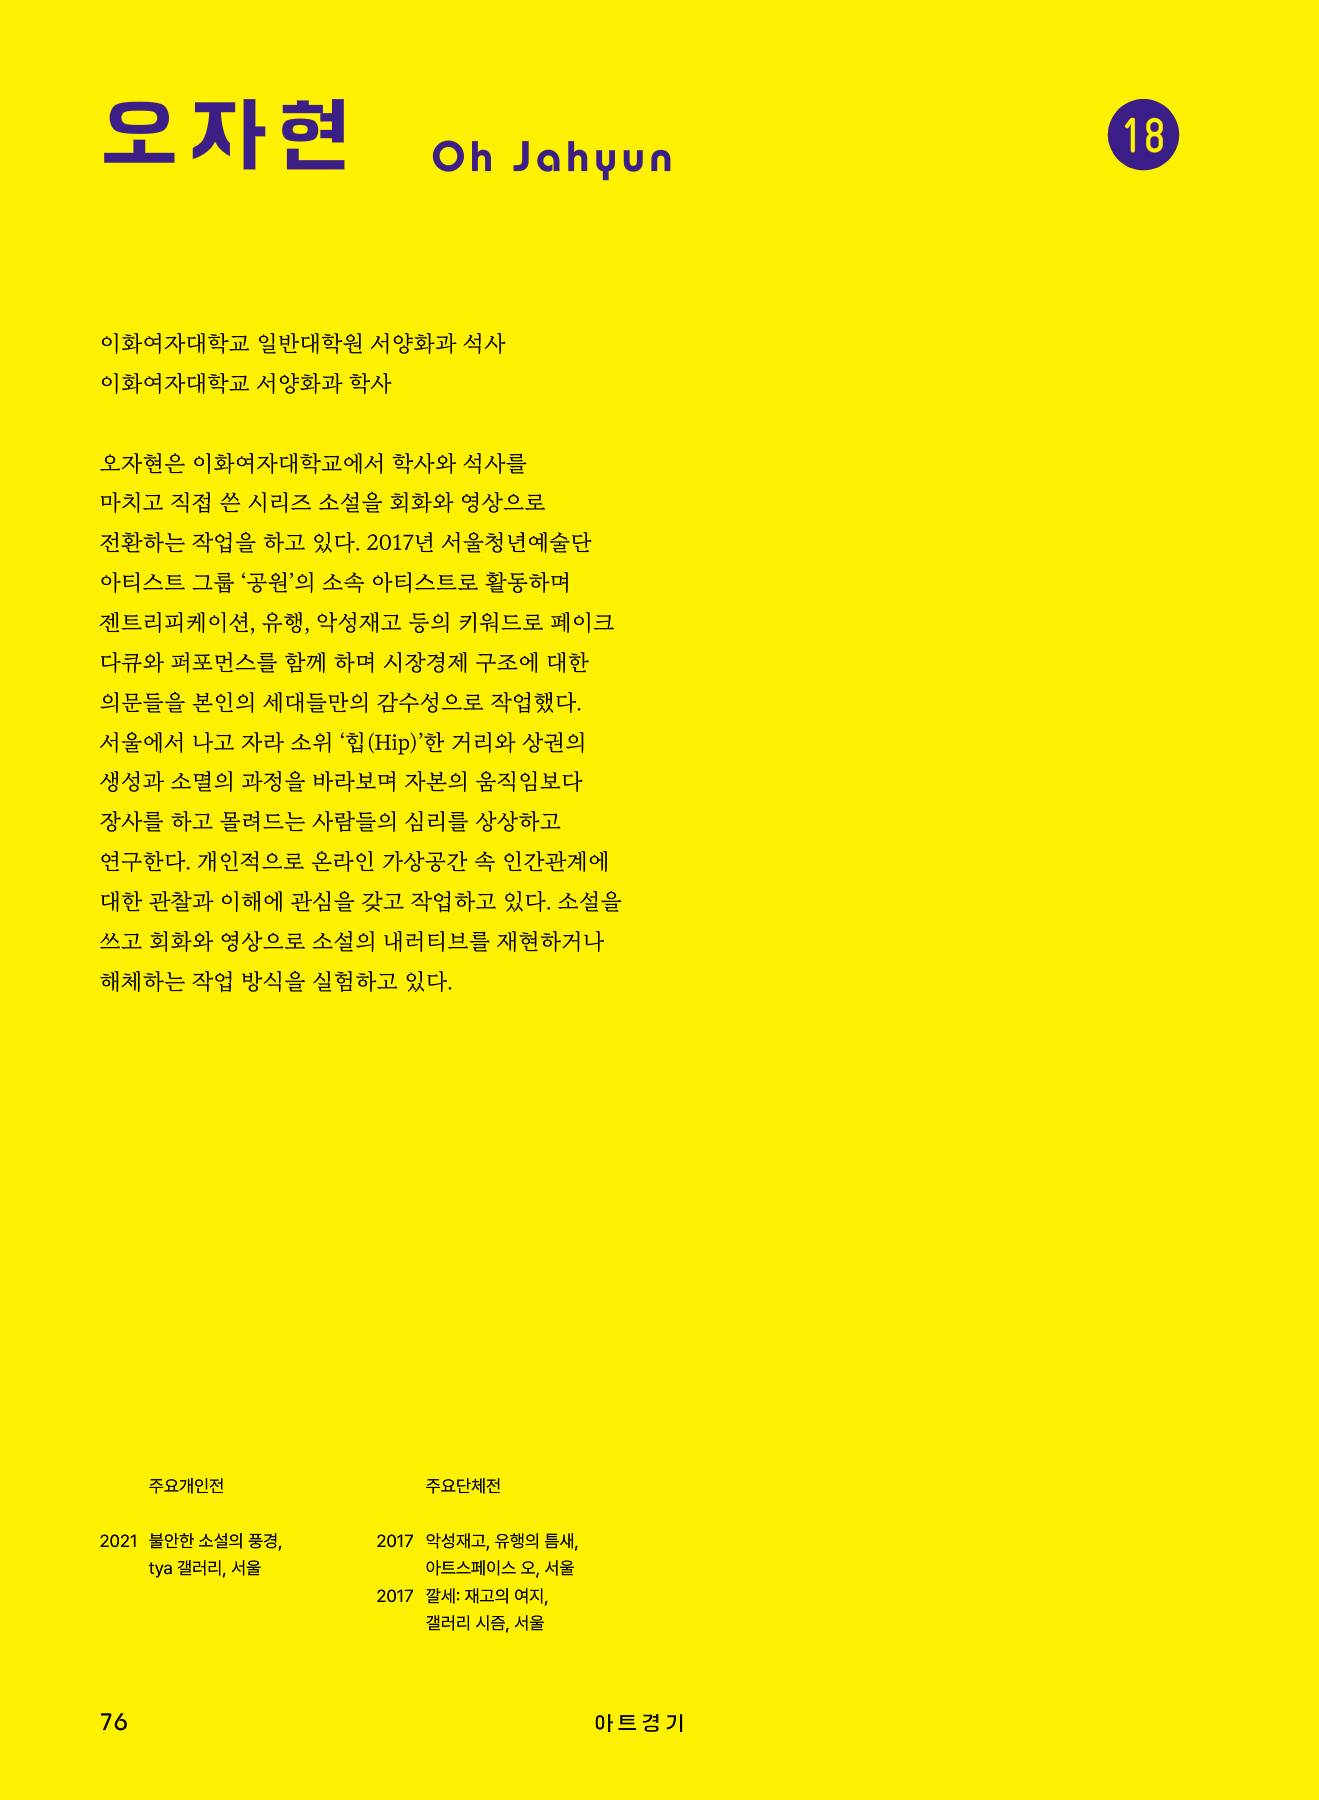 오자현 Oh Jahyun
18
이화여자대학교 일반대학원 서양화과 석사
이화여자대학교 서양화과 학사
오자현은 이화여자대학교에서 학사와 석사를
마치고 직접 쓴 시리즈 소설을 회화와 영상으로
전환하는 작업을 하고 있다. 2017년 서울청년예술단
아티스트 그룹 ‘공원’의 소속 아티스트로 활동하며
젠트리피케이션, 유행, 악성재고 등의 키워드로 페이크
다큐와 퍼포먼스를 함께 하며 시장경제 구조에 대한
의문들을 본인의 세대들만의 감수성으로 작업했다.
서울에서 나고 자라 소위 ‘힙(Hip)’한 거리와 상권의
생성과 소멸의 과정을 바라보며 자본의 움직임보다
장사를 하고 몰려드는 사람들의 심리를 상상하고
연구한다. 개인적으로 온라인 가상공간 속 인간관계에
대한 관찰과 이해에 관심을 갖고 작업하고 있다. 소설을
쓰고 회화와 영상으로 소설의 내러티브를 재현하거나
해체하는 작업 방식을 실험하고 있다.
주요개인전
2021 불안한 소설의 풍경,
tya 갤러리, 서울
주요단체전
2017 악성재고, 유행의 틈새,
아트스페이스 오, 서울
2017 깔세: 재고의 여지,
갤러리 시즘, 서울
76
아트경기